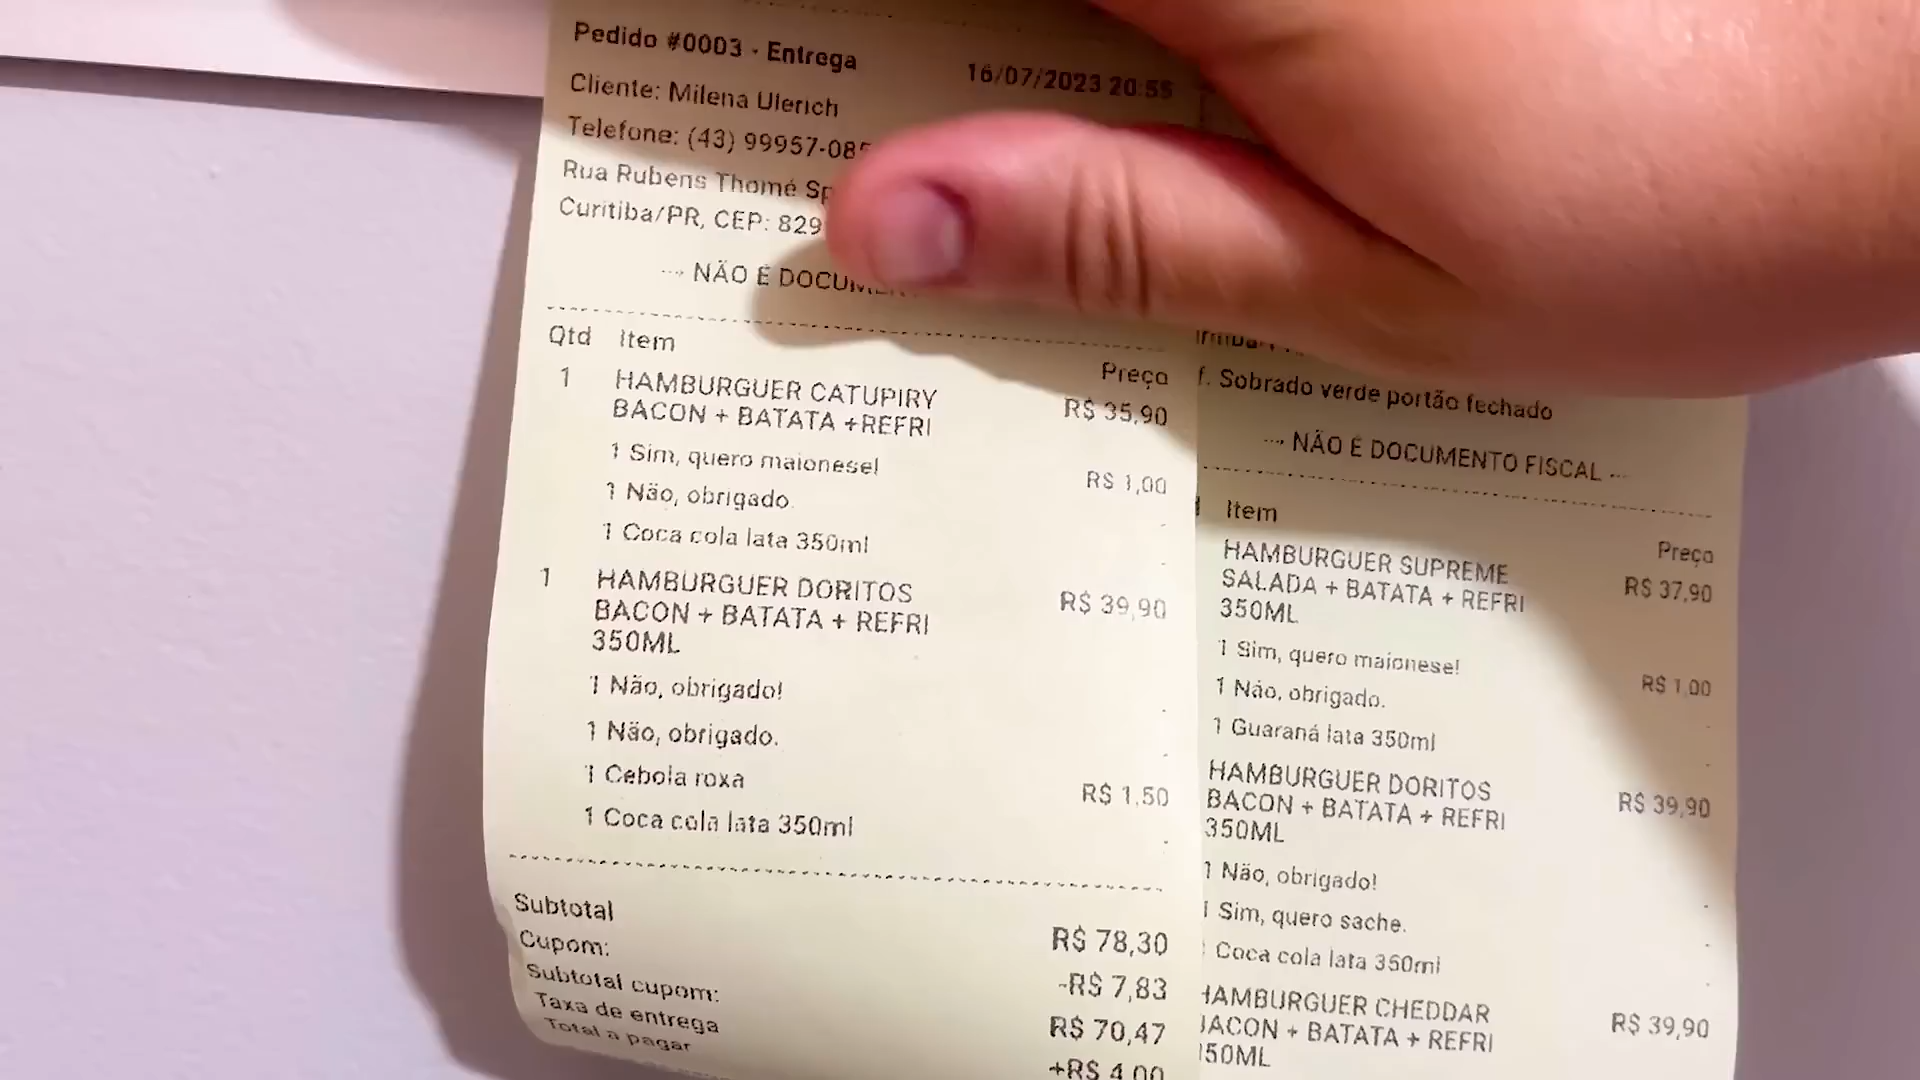 Pedido #0003 - Entrega
16/07/2023 20:55
Cliente: Milena Ulerich
Telefone: (43) 99957-08
Rua Rubens Thomé
Curitiba/PR, CEP: 829
NÃO É
Qtd Item Preço
1 HAMBURGUER CATUPIRY R$ 35,90
BACON + BATATA +REFRI
1 Sim, quero maionese! R$ 1,00
1 Não, obrigado. -
1 Coca cola lata 350ml -
1 HAMBURGUER DORITOS R$ 39,90
BACON + BATATA + REFRI
350ML
1 Não, obrigado! -
1 Não, obrigado. -
1 Cebola roxa R$ 1,50
1 Coca cola lata 350ml -
Subtotal R$ 78,30
Cupom: -R$ 7,83
Subtotal cupom: R$ 70,47
Taxa de entrega +R$ 4,00
Total a pagar
f. Sobrado verde portão fechado
--- NÃO É DOCUMENTO FISCAL ---
Item Preço
HAMBURGUER SUPREME R$ 37,90
SALADA + BATATA + REFRI
350ML
1 Sim, quero maionese! R$ 1,00
1 Não, obrigado. -
1 Guaraná lata 350ml -
HAMBURGUER DORITOS R$ 39,90
BACON + BATATA + REFRI
350ML
1 Não, obrigado! -
1 Sim, quero sache. -
Coca cola lata 350ml -
HAMBURGUER CHEDDAR R$ 39,90
BACON + BATATA + REFRI
350ML